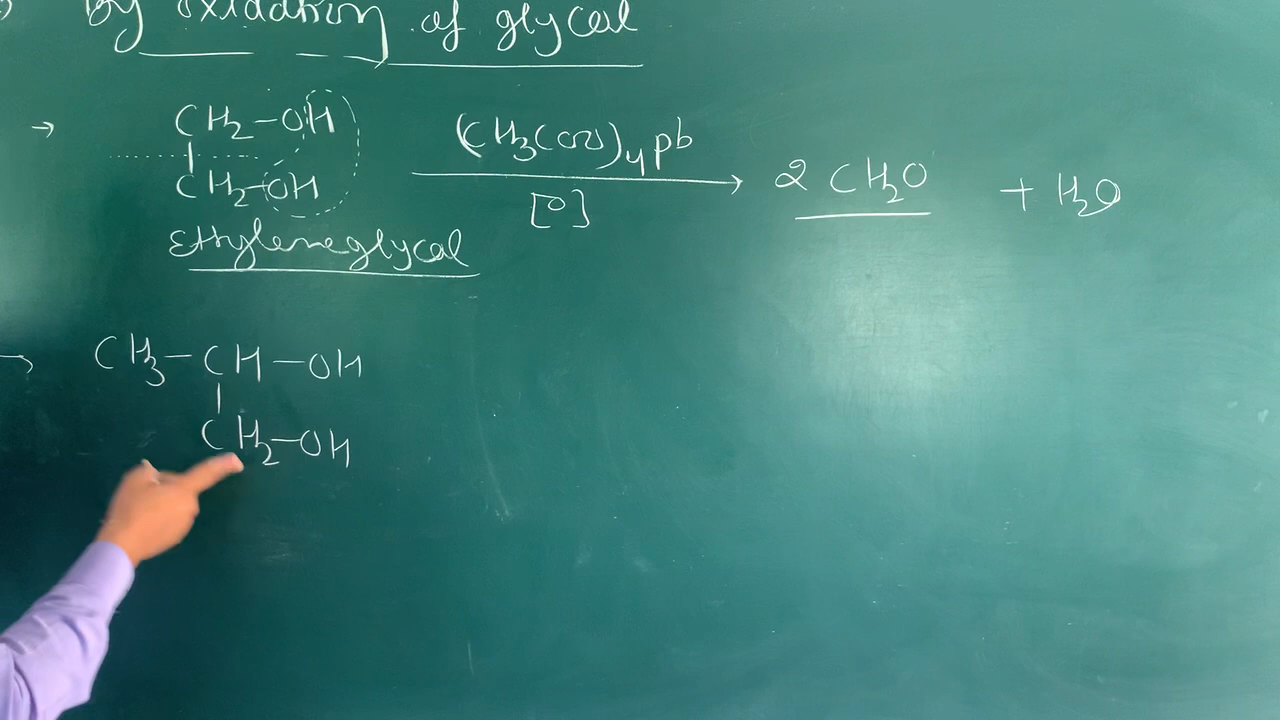 By oxidation of glycol
→ CH₂-OH
CH₂-OH
(CH₃COO)₄pb
[O]
2 CH₂O + H₂O
Ethyleneglycol
→ CH₃-CH-OH
CH₂-OH